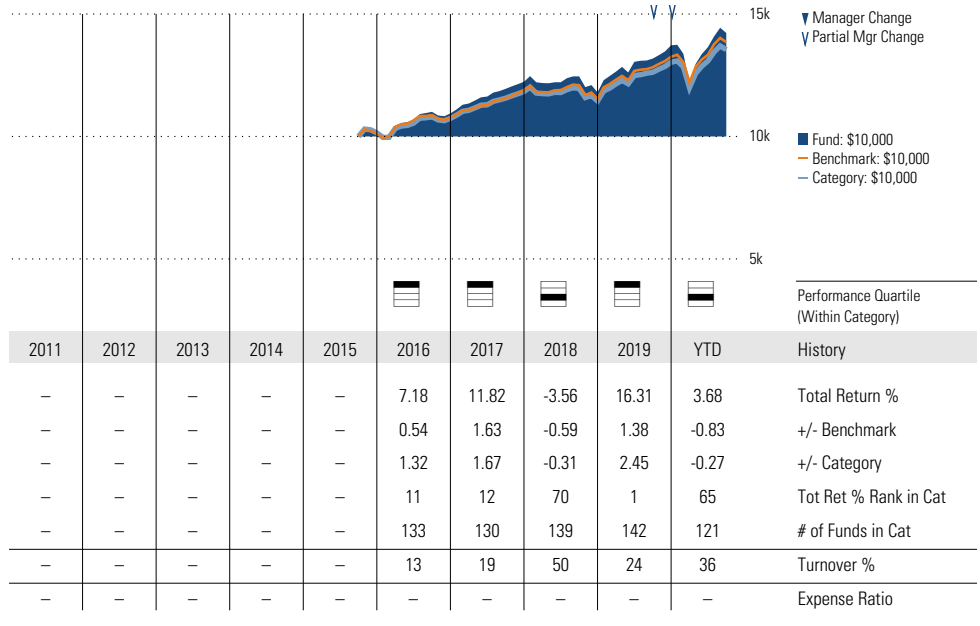 15k
▼ Manager Change
V Partial Mgr Change
10k
Fund: $10,000
Benchmark: $10,000
Category: $10,000
5k
Performance Quartile
(Within Category)
2011 2012 2013 2014 2015 2016 2017 2018 2019 YTD History
– – – – – 7.18 11.82 -3.56 16.31 3.68 Total Return %
– – – – – 0.54 1.63 -0.59 1.38 -0.83 +/- Benchmark
– – – – – 1.32 1.67 -0.31 2.45 -0.27 +/- Category
– – – – – 11 12 70 1 65 Tot Ret % Rank in Cat
– – – – – 133 130 139 142 121 # of Funds in Cat
– – – – – 13 19 50 24 36 Turnover %
– – – – – – – – – – Expense Ratio